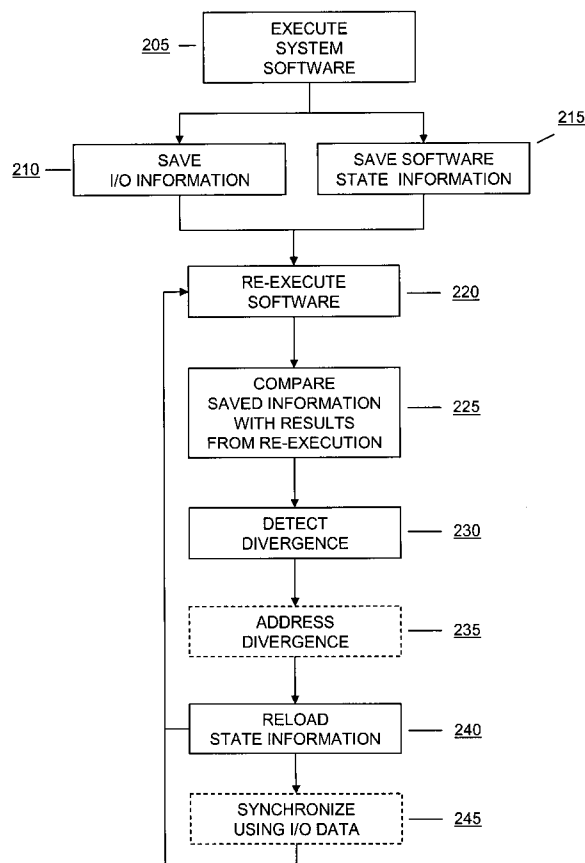 205
EXECUTE
SYSTEM
SOFTWARE
210
SAVE
I/O INFORMATION
215
SAVE SOFTWARE
STATE INFORMATION
RE-EXECUTE
SOFTWARE
220
COMPARE
SAVED INFORMATION
WITH RESULTS
FROM RE-EXECUTION
225
DETECT
DIVERGENCE
230
ADDRESS
DIVERGENCE
235
RELOAD
STATE INFORMATION
240
SYNCHRONIZE
USING I/O DATA
245